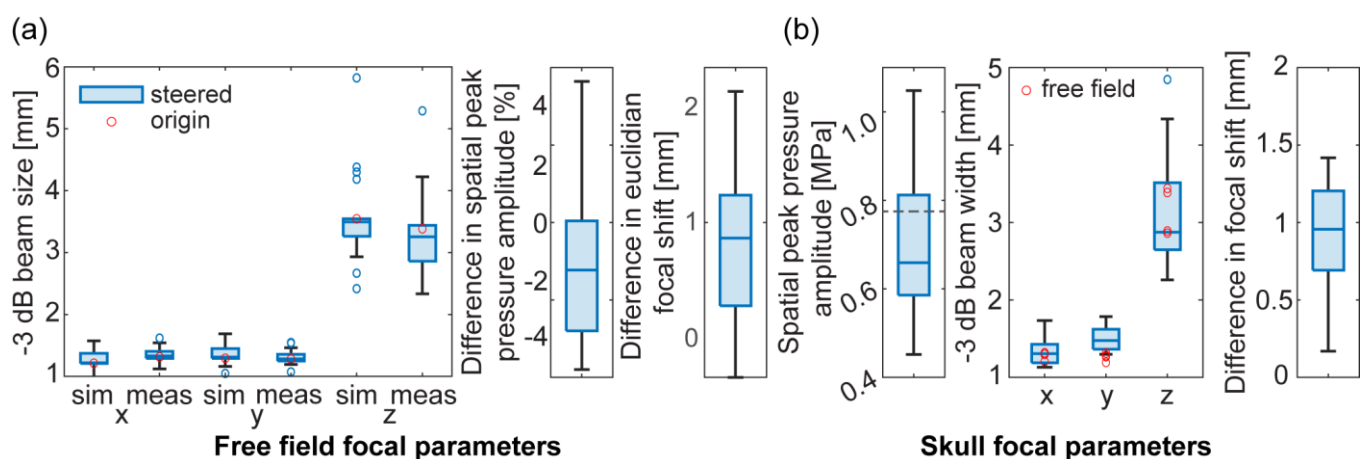 (a)
-3 dB beam size [mm]
6
5
4
3
2
1
steered
origin
sim meas sim meas sim meas
x y z
Difference in spatial peak
pressure amplitude [%]
4
2
0
-2
-4
Difference in euclidian
focal shift [mm]
2
1
0
Free field focal parameters
(b)
Spatial peak pressure
amplitude [MPa]
1.0
0.8
0.6
0.4
-3 dB beam width [mm]
5
4
3
2
1
free field
x y z
Difference in focal shift [mm]
2
1.5
1
0.5
0
Skull focal parameters